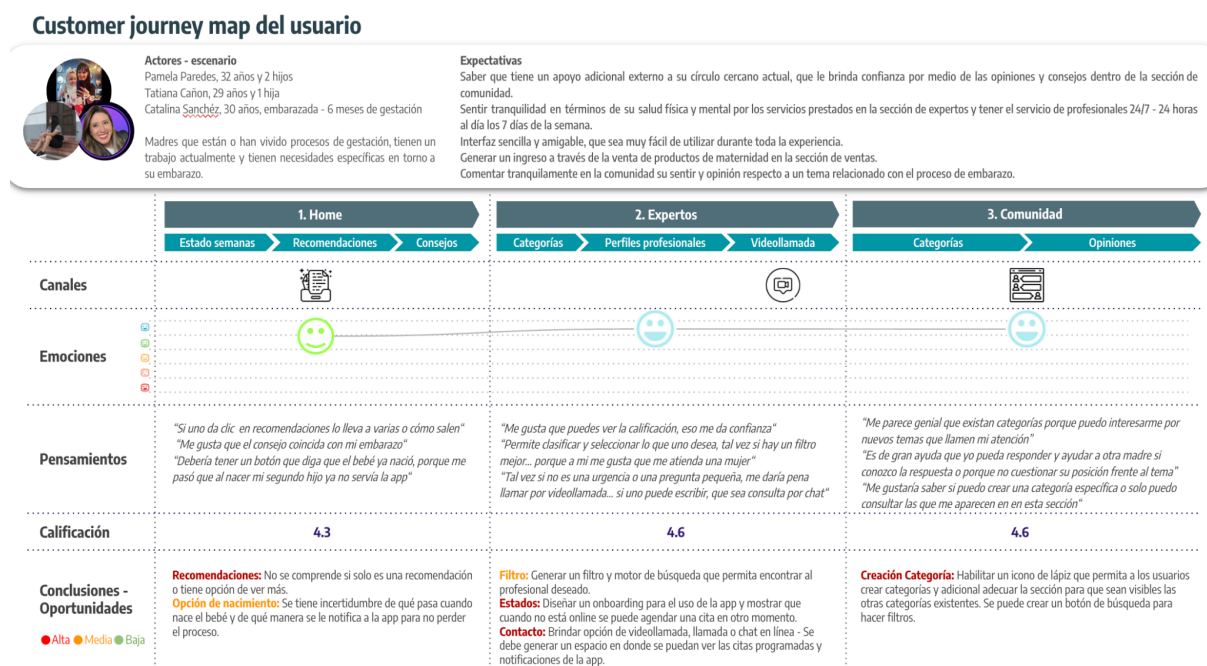 Customer journey map del usuario
Actores - escenario
Pamela Paredes, 32 años y 2 hijos
Tatiana Cañon, 29 años y 1 hija
Catalina Sanchéz, 30 años, embarazada - 6 meses de gestación
Madres que están o han vivido procesos de gestación, tienen un
trabajo actualmente y tienen necesidades específicas en torno a
su embarazo.
Expectativas
Saber que tiene un apoyo adicional externo a su círculo cercano actual, que le brinda confianza por medio de las opiniones y consejos dentro de la sección de
comunidad.
Sentir tranquilidad en términos de su salud física y mental por los servicios prestados en la sección de expertos y tener el servicio de profesionales 24/7 - 24 horas
al día los 7 días de la semana.
Interfaz sencilla y amigable, que sea muy fácil de utilizar durante toda la experiencia.
Generar un ingreso a través de la venta de productos de maternidad en la sección de ventas.
Comentar tranquilamente en la comunidad su sentir y opinión respecto a un tema relacionado con el proceso de embarazo.
1. Home
2. Expertos
3. Comunidad
Estado semanas
Recomendaciones
Consejos
Categorías
Perfiles profesionales
Videollamada
Categorías
Opiniones
Canales
Emociones
Pensamientos
“Si uno da clic en recomendaciones lo lleva a varias o cómo salen“
“Me gusta que el consejo coincida con mi embarazo“
“Debería tener un botón que diga que el bebé ya nació, porque me
pasó que al nacer mi segundo hijo ya no servía la app“
“Me gusta que puedes ver la calificación, eso me da confianza“
“Permite clasificar y seleccionar lo que uno desea, tal vez si hay un filtro
mejor... porque a mi me gusta que me atienda una mujer“
“Tal vez si no es una urgencia o una pregunta pequeña, me daría pena
llamar por videollamada... si uno puede escribir, que sea consulta por chat“
“Me parece genial que existan categorías porque puedo interesarme por
nuevos temas que llamen mi atención“
“Es de gran ayuda que yo pueda responder y ayudar a otra madre si
conozco la respuesta o porque no cuestionar su posición frente al tema“
“Me gustaría saber si puedo crear una categoría específica o solo puedo
consultar las que me aparecen en en esta sección“
Calificación
4.3
4.6
4.6
Conclusiones -
Oportunidades
Alta Media Baja
Recomendaciones: No se comprende si solo es una recomendación
o tiene opción de ver más.
Opción de nacimiento: Se tiene incertidumbre de qué pasa cuando
nace el bebé y de qué manera se le notifica a la app para no perder
el proceso.
Filtro: Generar un filtro y motor de búsqueda que permita encontrar al
profesional deseado.
Estados: Diseñar un onboarding para el uso de la app y mostrar que
cuando no está online se puede agendar una cita en otro momento.
Contacto: Brindar opción de videollamada, llamada o chat en línea - Se
debe generar un espacio en donde se puedan ver las citas programadas y
notificaciones de la app.
Creación Categoría: Habilitar un icono de lápiz que permita a los usuarios
crear categorías y adicional adecuar la sección para que sean visibles las
otras categorías existentes. Se puede crear un botón de búsqueda para
hacer filtros.